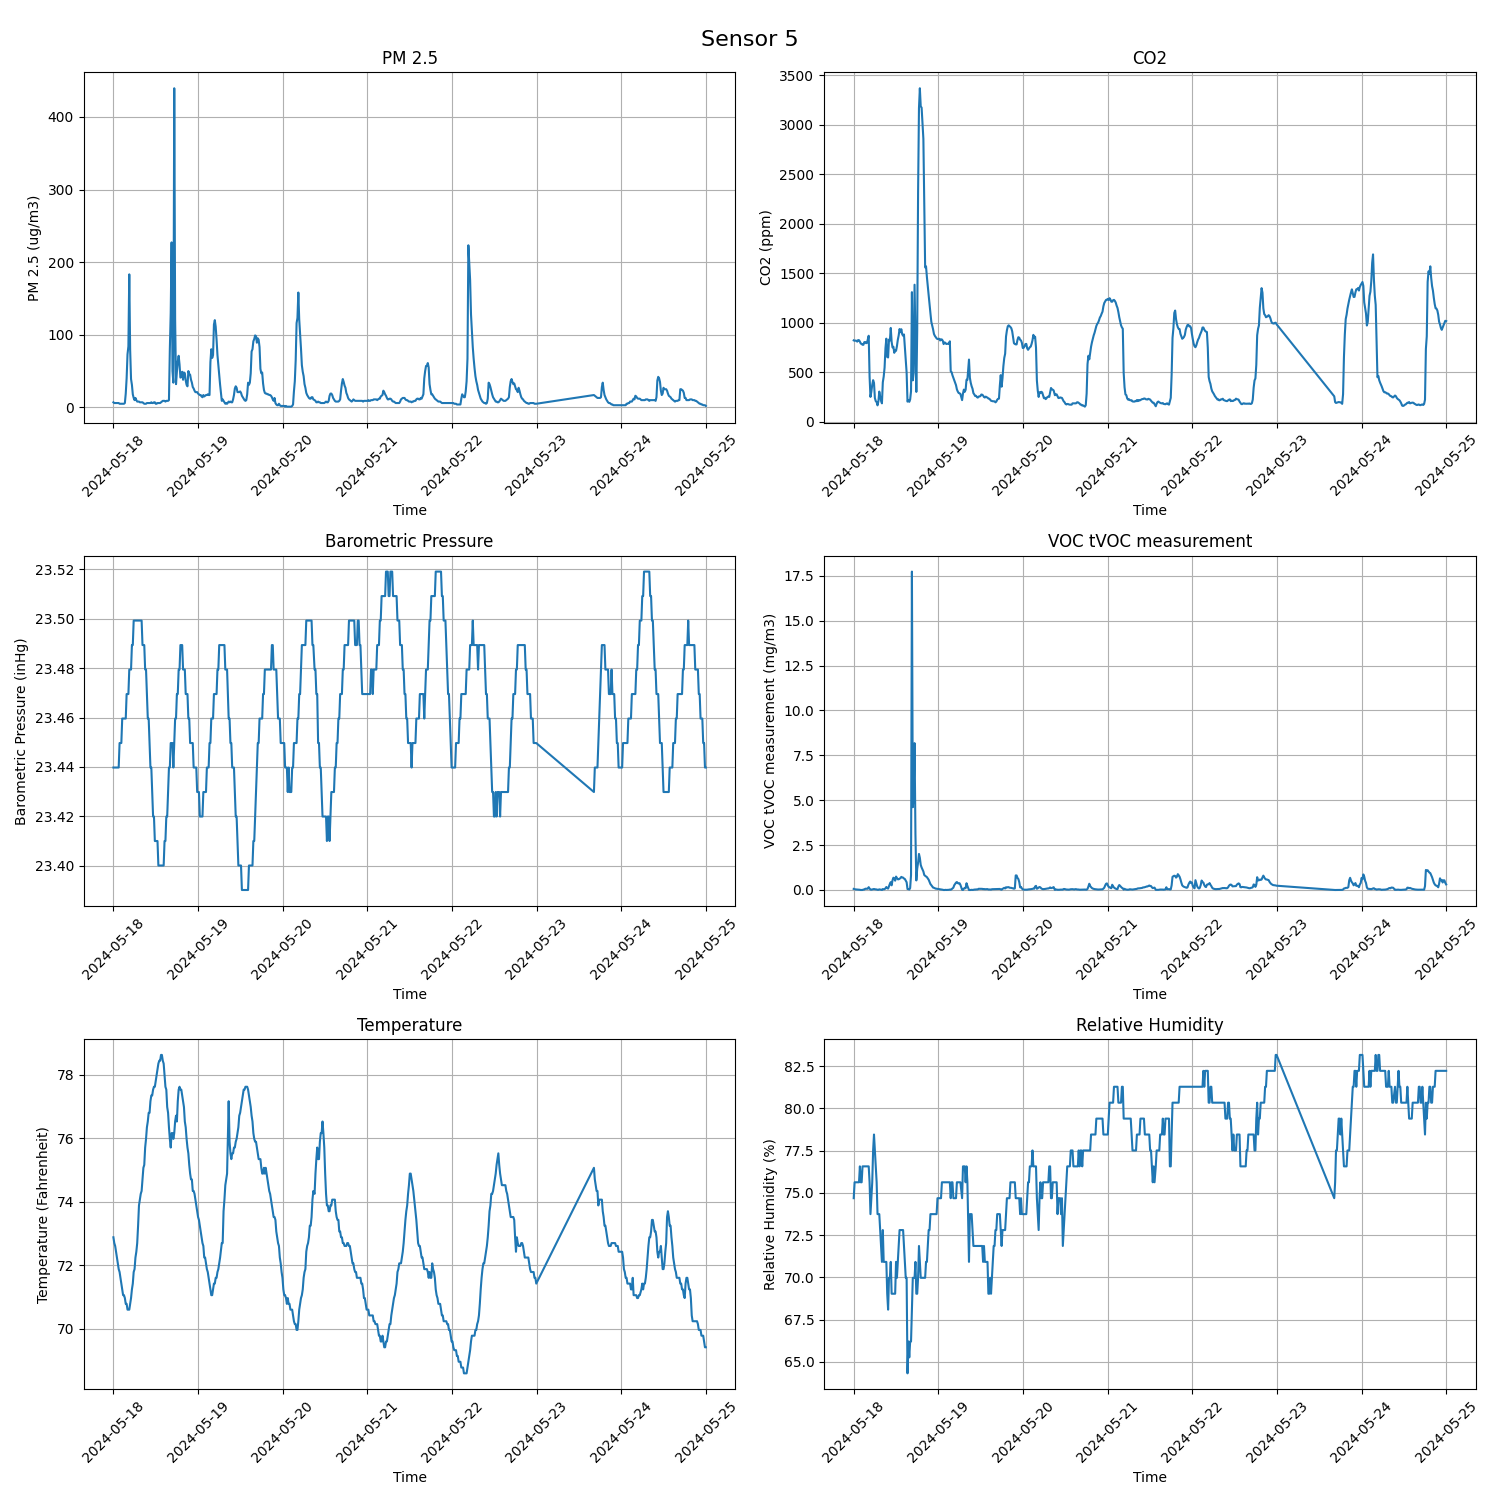 Sensor 5
PM 2.5
PM 2.5 (ug/m3)
400
300
200
100
0
2024-05-18 2024-05-19 2024-05-20 2024-05-21 2024-05-22 2024-05-23 2024-05-24 2024-05-25
Time
CO2
CO2 (ppm)
3500
3000
2500
2000
1500
1000
500
0
2024-05-18 2024-05-19 2024-05-20 2024-05-21 2024-05-22 2024-05-23 2024-05-24 2024-05-25
Time
Barometric Pressure
Barometric Pressure (inHg)
23.52
23.50
23.48
23.46
23.44
23.42
23.40
2024-05-18 2024-05-19 2024-05-20 2024-05-21 2024-05-22 2024-05-23 2024-05-24 2024-05-25
Time
VOC tVOC measurement
VOC tVOC measurement (mg/m3)
17.5
15.0
12.5
10.0
7.5
5.0
2.5
0.0
2024-05-18 2024-05-19 2024-05-20 2024-05-21 2024-05-22 2024-05-23 2024-05-24 2024-05-25
Time
Temperature
Temperature (Fahrenheit)
78
76
74
72
70
2024-05-18 2024-05-19 2024-05-20 2024-05-21 2024-05-22 2024-05-23 2024-05-24 2024-05-25
Time
Relative Humidity
Relative Humidity (%)
82.5
80.0
77.5
75.0
72.5
70.0
67.5
65.0
2024-05-18 2024-05-19 2024-05-20 2024-05-21 2024-05-22 2024-05-23 2024-05-24 2024-05-25
Time